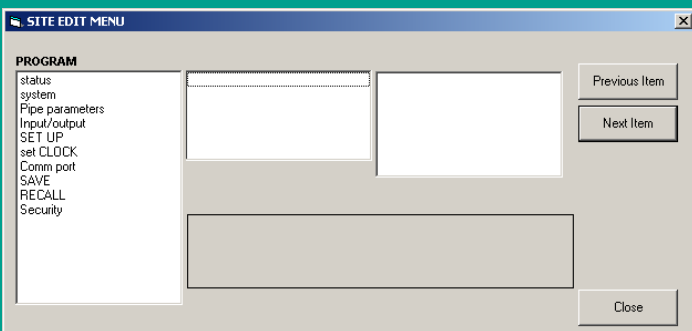 SITE EDIT MENU
PROGRAM
status
system
Pipe parameters
Input/output
SET UP
set CLOCK
Comm port
SAVE
RECALL
Security
Previous Item
Next Item
Close